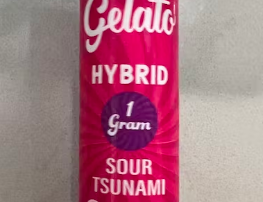 Gelato
HYBRID
1
Gram
SOUR
TSUNAMI